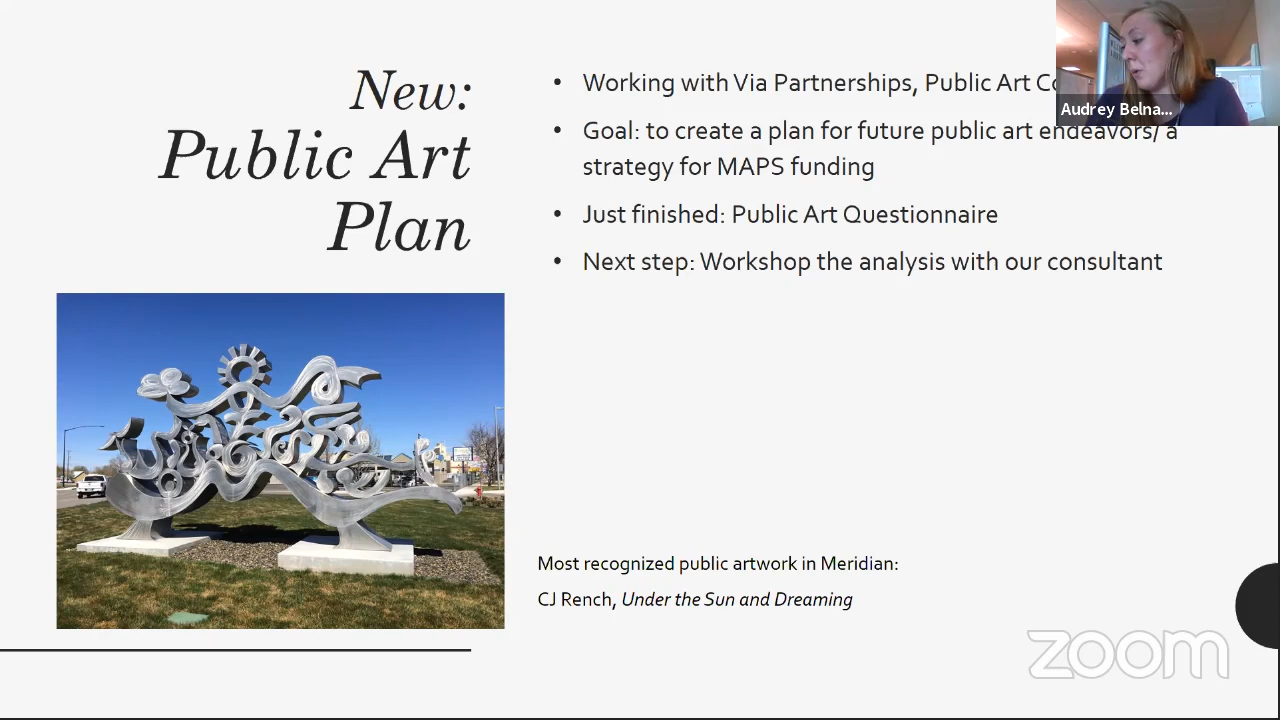 New:
Public Art
Plan
• Working with Via Partnerships, Public Art
• Goal: to create a plan for future public art endeavors/ a
strategy for MAPS funding
• Just finished: Public Art Questionnaire
• Next step: Workshop the analysis with our consultant
Audrey Belna...
Most recognized public artwork in Meridian:
CJ Rench, Under the Sun and Dreaming
zoom